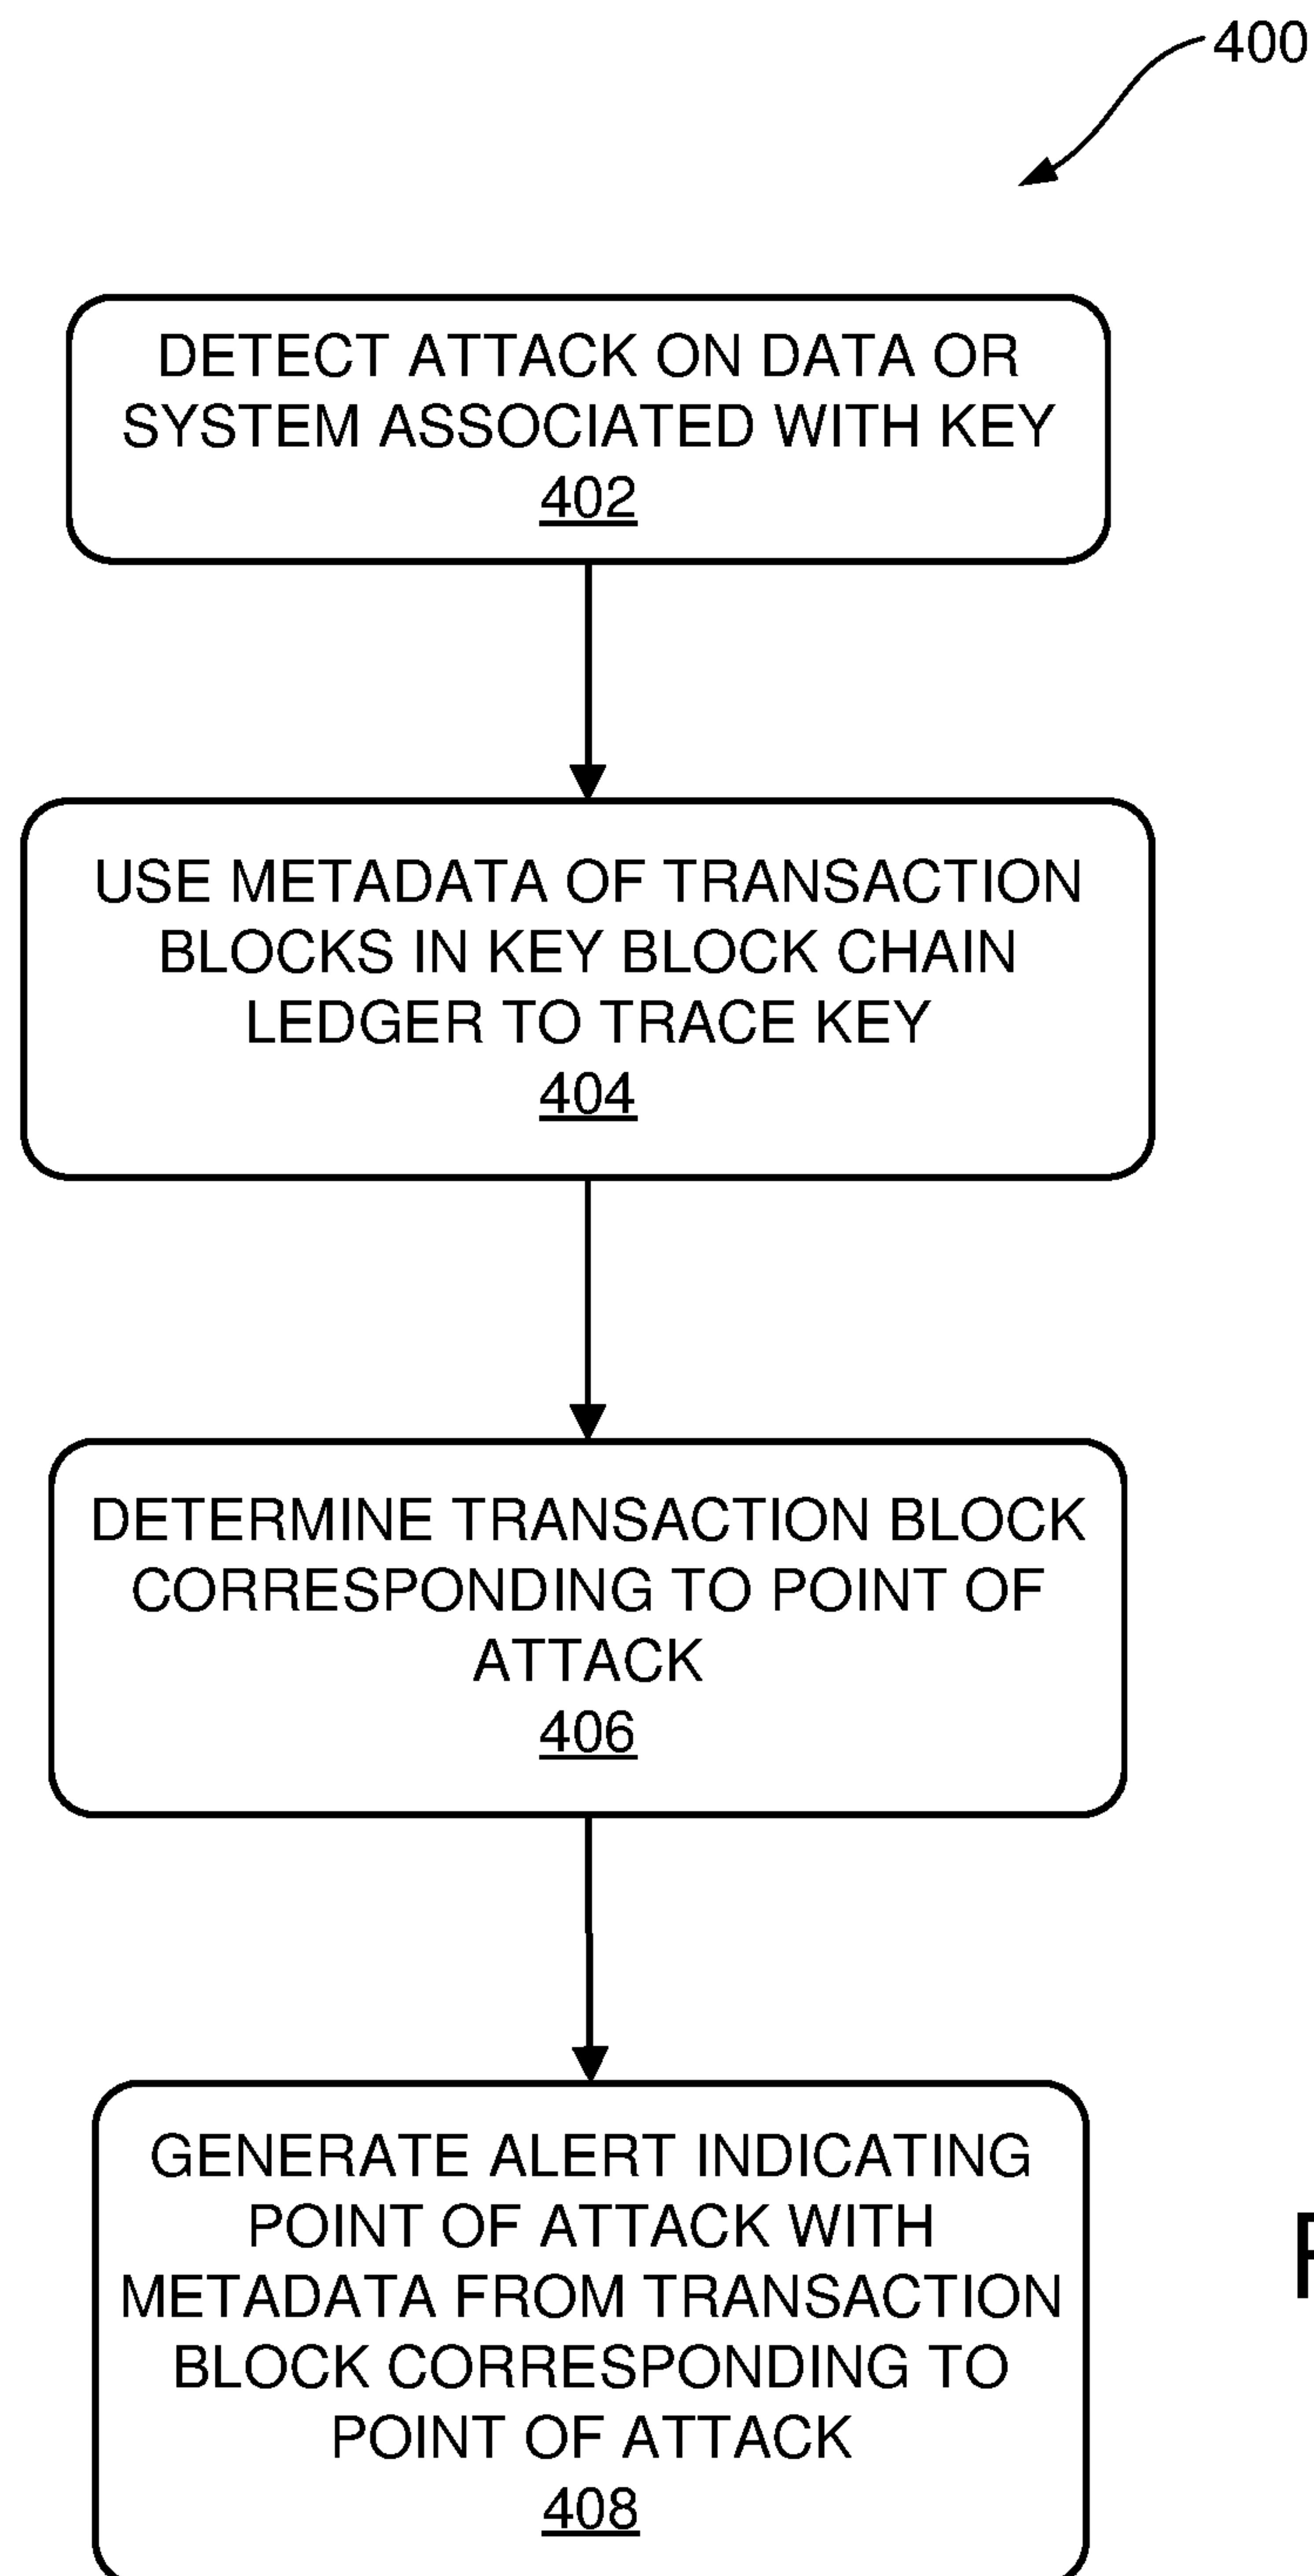 400
DETECT ATTACK ON DATA OR
SYSTEM ASSOCIATED WITH KEY
402
USE METADATA OF TRANSACTION
BLOCKS IN KEY BLOCK CHAIN
LEDGER TO TRACE KEY
404
DETERMINE TRANSACTION BLOCK
CORRESPONDING TO POINT OF
ATTACK
406
GENERATE ALERT INDICATING
POINT OF ATTACK WITH
METADATA FROM TRANSACTION
BLOCK CORRESPONDING TO
POINT OF ATTACK
408